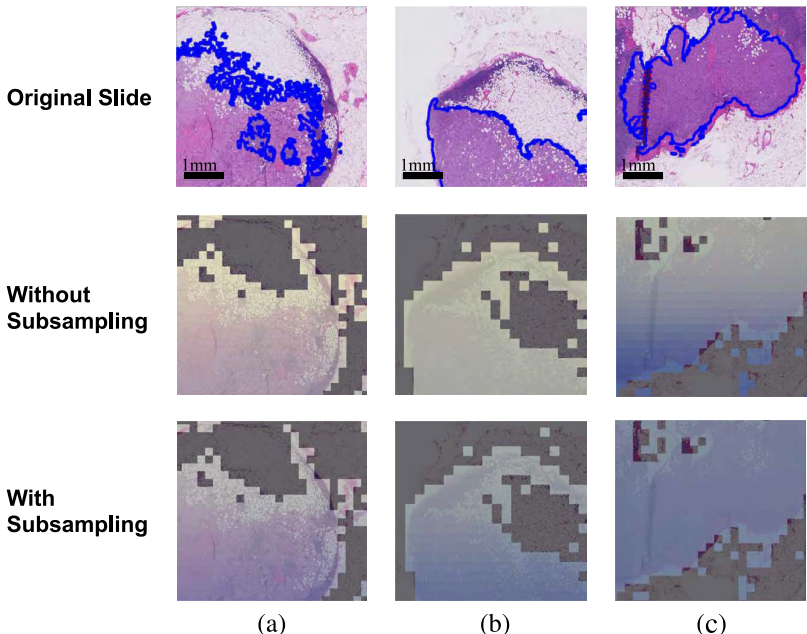 Original Slide
1mm
1mm
1mm
Without
Subsampling
With
Subsampling
(a)
(b)
(c)